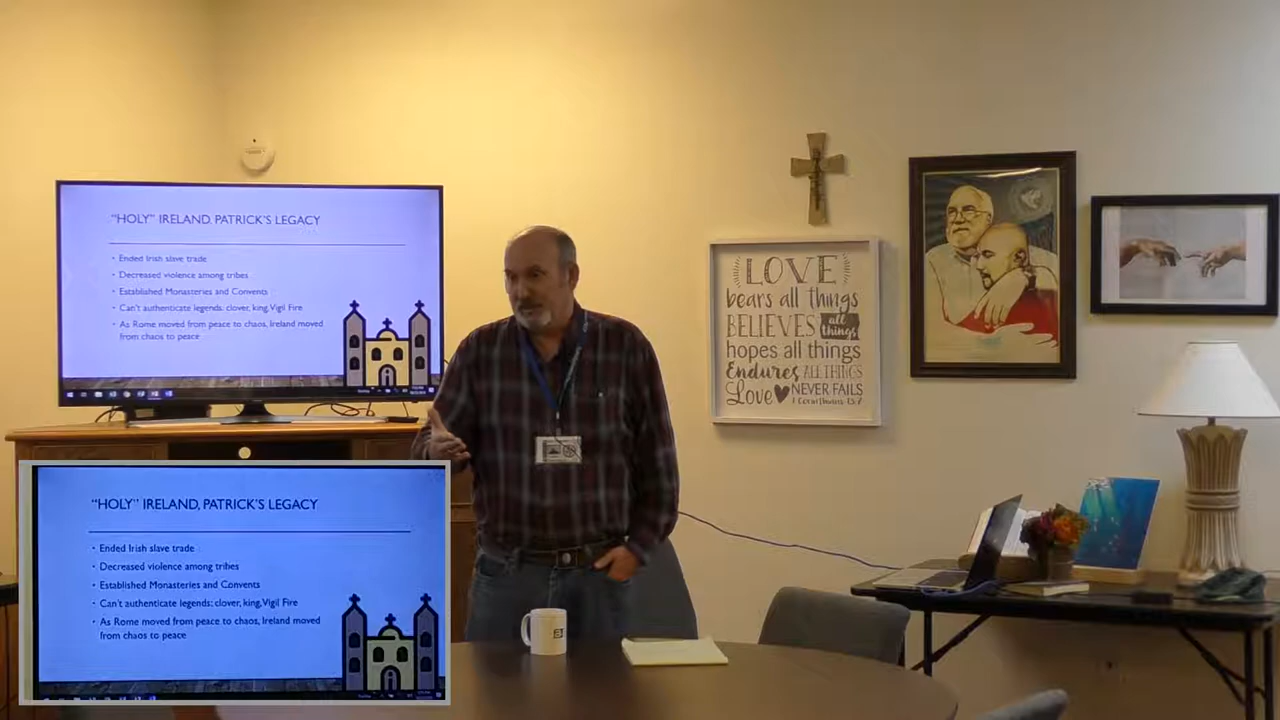 "HOLY" IRELAND, PATRICK'S LEGACY
• Ended Irish slave trade
• Decreased violence among tribes
• Established Monasteries and Convents
• Can't authenticate legends: clover, king, Vigil Fire
• As Rome moved from peace to chaos, Ireland moved
from chaos to peace
LOVE
bears all things
BELIEVES all things
hopes all things
Endures ALL THINGS
Love NEVER FAILS
1 Corinthians 13:7
"HOLY" IRELAND, PATRICK'S LEGACY
• Ended Irish slave trade
• Decreased violence among tribes
• Established Monasteries and Convents
• Can't authenticate legends: clover, king, Vigil Fire
• As Rome moved from peace to chaos, Ireland moved
from chaos to peace